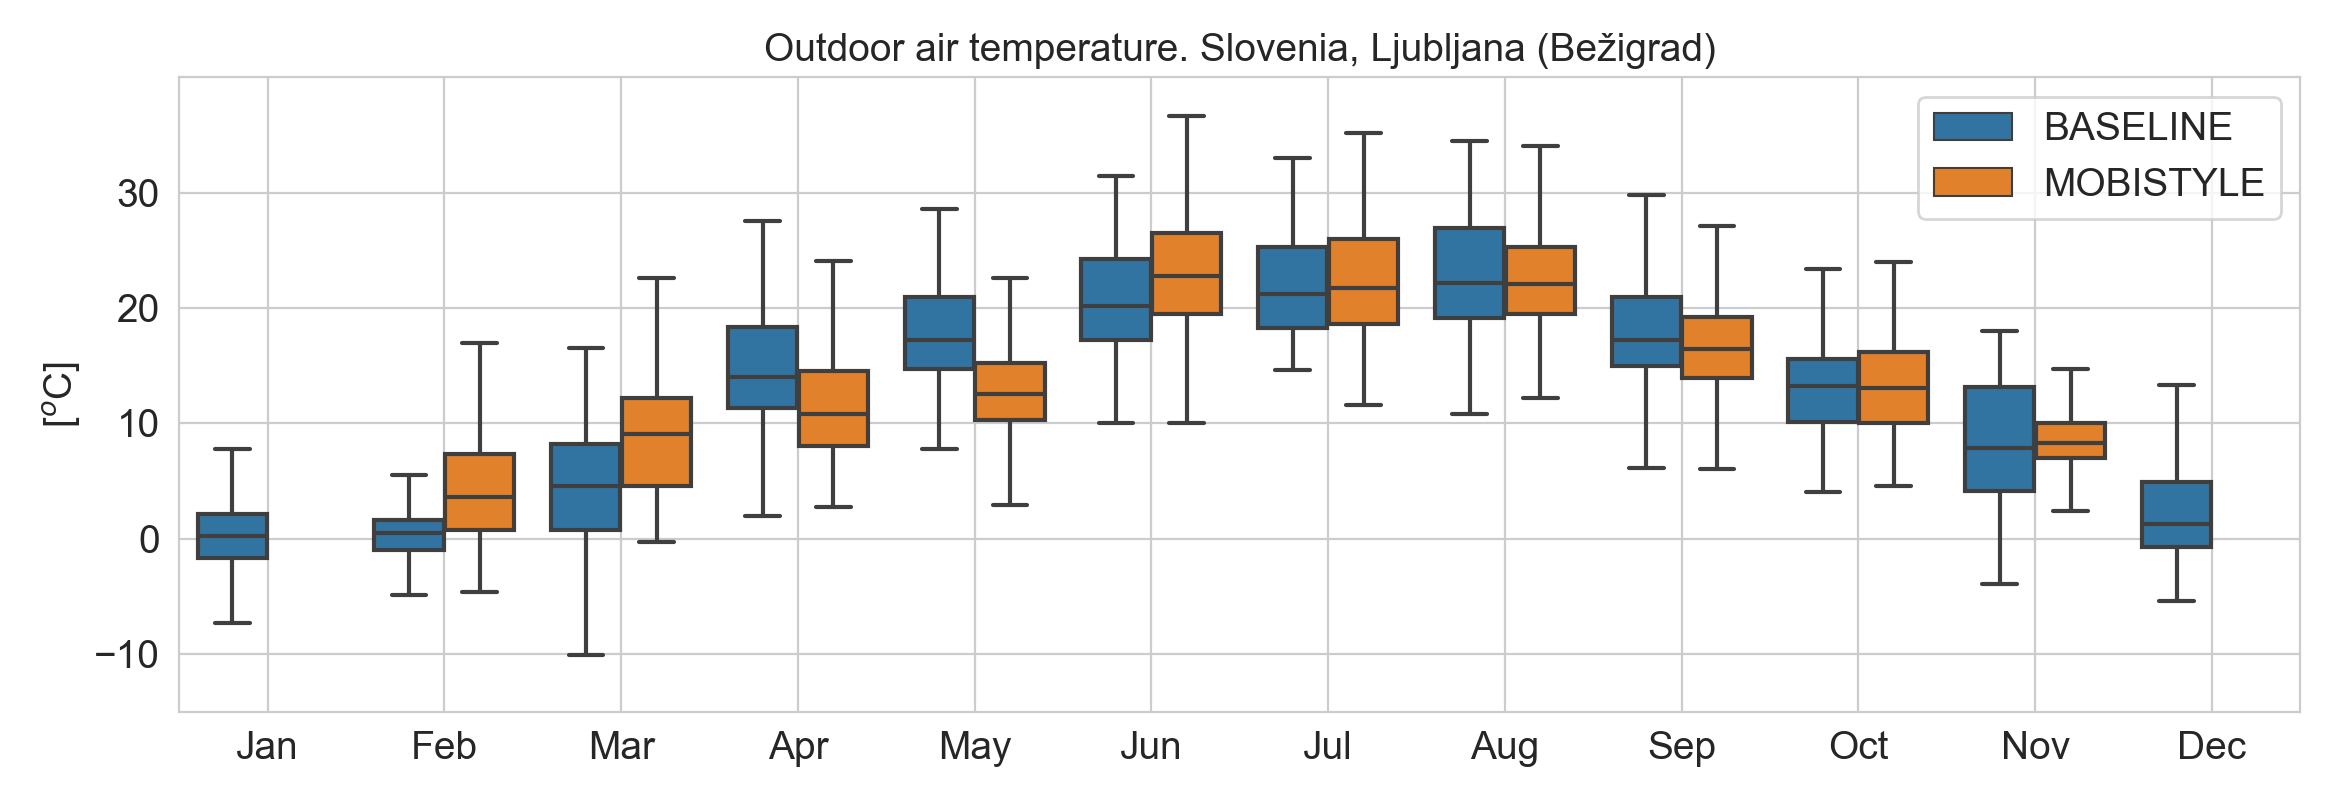 Outdoor air temperature. Slovenia, Ljubljana (Bežigrad)
BASELINE
MOBISTYLE
30
20
10
0
−10
[°C]
Jan Feb Mar Apr May Jun Jul Aug Sep Oct Nov Dec